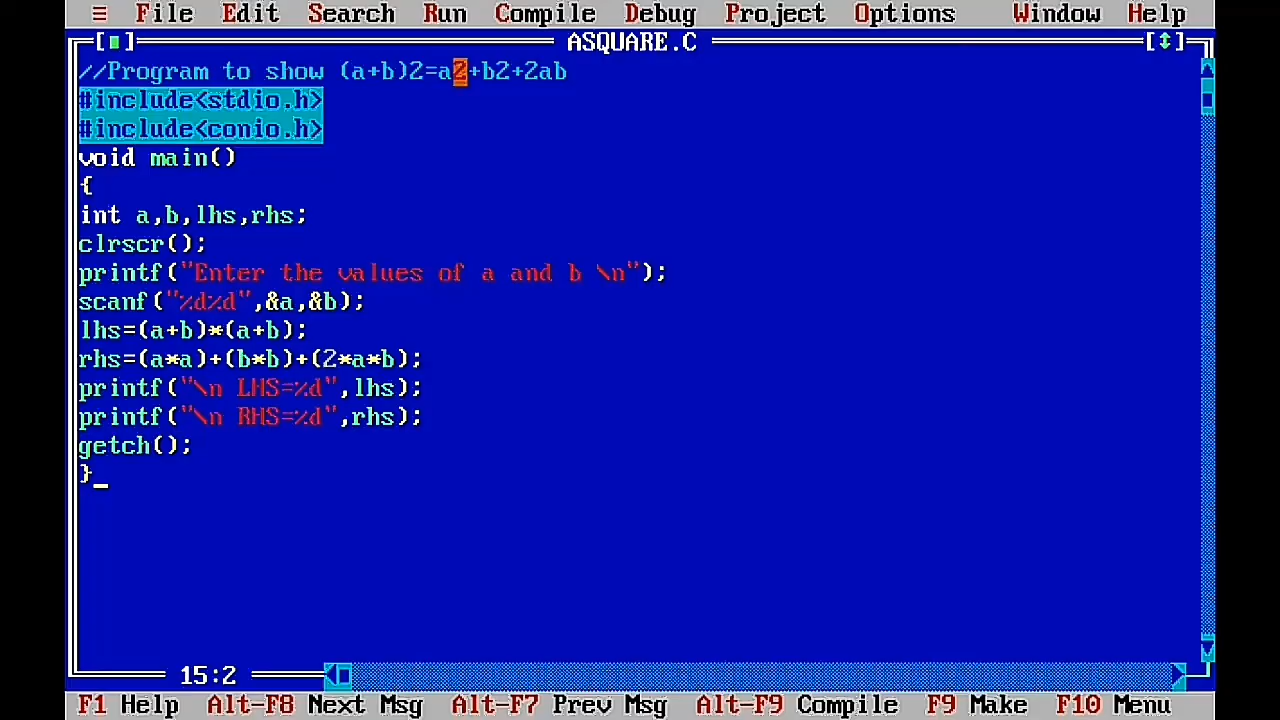 ≡ File Edit Search Run Compile Debug Project Options Window Help
[■] ASQUARE.C [↕]
//Program to show (a+b)2=a2+b2+2ab
#include<stdio.h>
#include<conio.h>
void main()
{
int a,b,lhs,rhs;
clrscr();
printf("Enter the values of a and b \n");
scanf("%d%d",&a,&b);
lhs=(a+b)*(a+b);
rhs=(a*a)+(b*b)+(2*a*b);
printf("\n LHS=%d",lhs);
printf("\n RHS=%d",rhs);
getch();
}_
15:2
F1 Help Alt-F8 Next Msg Alt-F7 Prev Msg Alt-F9 Compile F9 Make F10 Menu